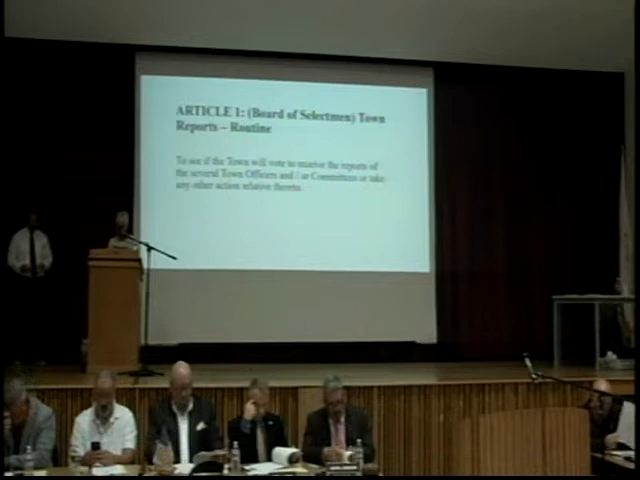 ARTICLE 1: (Board of Selectmen) Town
Reports – Routine
To see if the Town will vote to receive the reports of
the several Town Officers and / or Committees or take
any other action relative thereto.